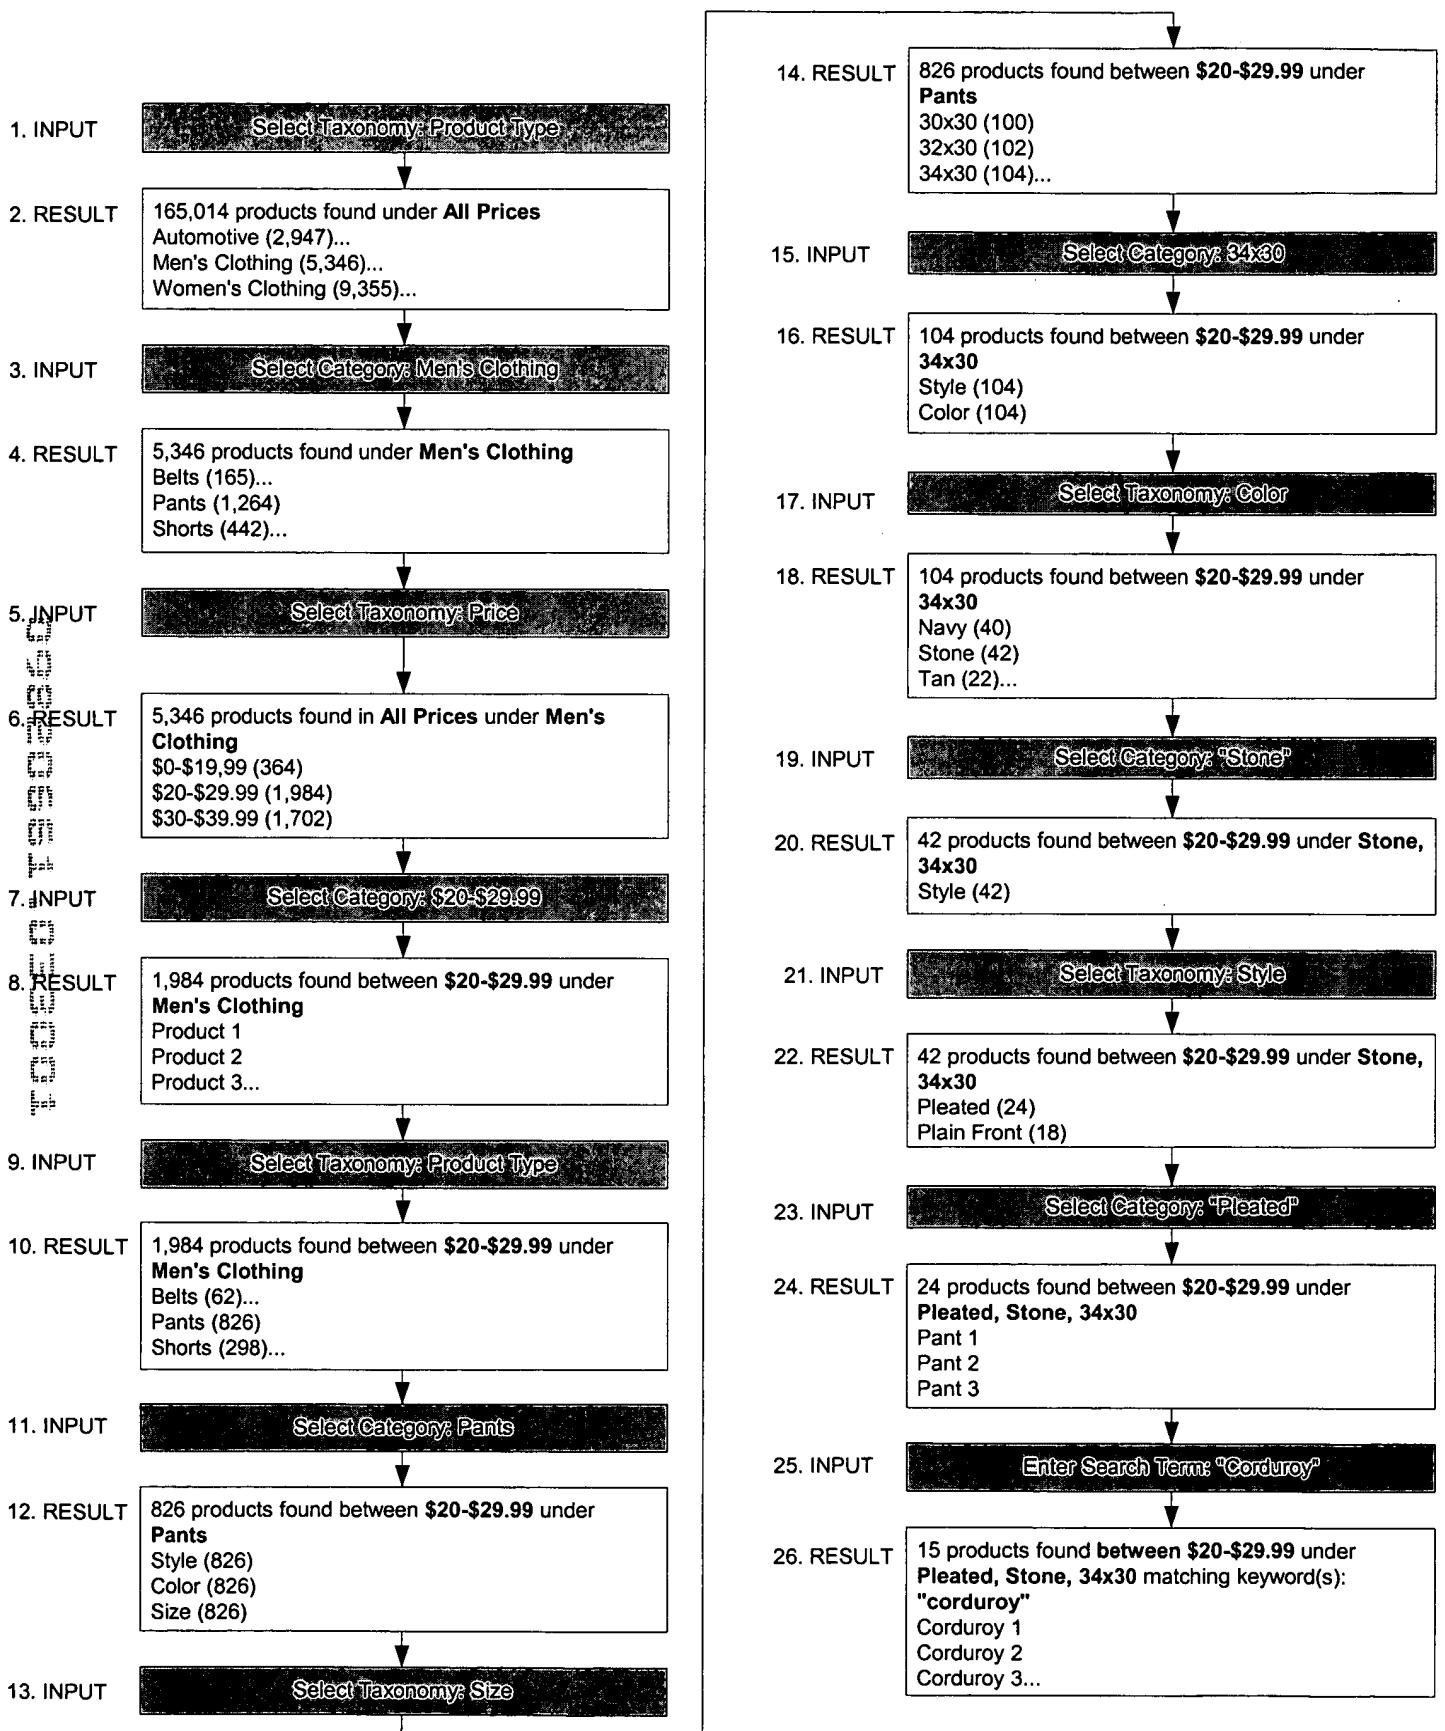 1. INPUT
Select Taxonomy: Product Type
2. RESULT
165,014 products found under All Prices
Automotive (2,947)...
Men's Clothing (5,346)...
Women's Clothing (9,355)...
3. INPUT
Select Category: Men's Clothing
4. RESULT
5,346 products found under Men's Clothing
Belts (165)...
Pants (1,264)
Shorts (442)...
5. INPUT
Select Taxonomy: Price
6. RESULT
5,346 products found in All Prices under Men's
Clothing
$0-$19,99 (364)
$20-$29.99 (1,984)
$30-$39.99 (1,702)
7. INPUT
Select Category: $20-$29.99
8. RESULT
1,984 products found between $20-$29.99 under
Men's Clothing
Product 1
Product 2
Product 3...
9. INPUT
Select Taxonomy: Product Type
10. RESULT
1,984 products found between $20-$29.99 under
Men's Clothing
Belts (62)...
Pants (826)
Shorts (298)...
11. INPUT
Select Category: Pants
12. RESULT
826 products found between $20-$29.99 under
Pants
Style (826)
Color (826)
Size (826)
13. INPUT
Select Taxonomy: Size
14. RESULT
826 products found between $20-$29.99 under
Pants
30x30 (100)
32x30 (102)
34x30 (104)...
15. INPUT
Select Category: 34x30
16. RESULT
104 products found between $20-$29.99 under
34x30
Style (104)
Color (104)
17. INPUT
Select Taxonomy: Color
18. RESULT
104 products found between $20-$29.99 under
34x30
Navy (40)
Stone (42)
Tan (22)...
19. INPUT
Select Category: "Stone"
20. RESULT
42 products found between $20-$29.99 under Stone,
34x30
Style (42)
21. INPUT
Select Taxonomy: Style
22. RESULT
42 products found between $20-$29.99 under Stone,
34x30
Pleated (24)
Plain Front (18)
23. INPUT
Select Category: "Pleated"
24. RESULT
24 products found between $20-$29.99 under
Pleated, Stone, 34x30
Pant 1
Pant 2
Pant 3
25. INPUT
Enter Search Term: "Corduroy"
26. RESULT
15 products found between $20-$29.99 under
Pleated, Stone, 34x30 matching keyword(s):
"corduroy"
Corduroy 1
Corduroy 2
Corduroy 3...